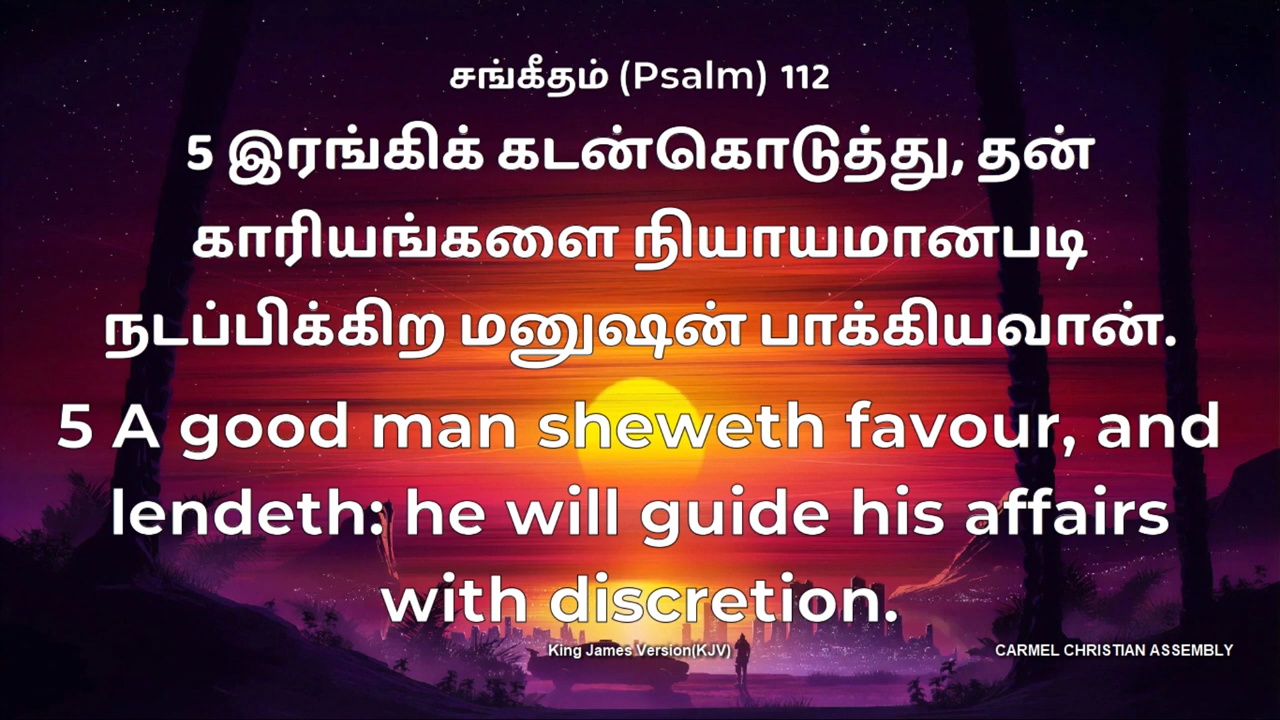 சங்கீதம் (Psalm) 112
5 இரங்கிக் கடன்கொடுத்து, தன்
காரியங்களை நியாயமானபடி
நடப்பிக்கிற மனுஷன் பாக்கியவான்.
5 A good man sheweth favour, and
lendeth: he will guide his affairs
with discretion.
King James Version(KJV)
CARMEL CHRISTIAN ASSEMBLY